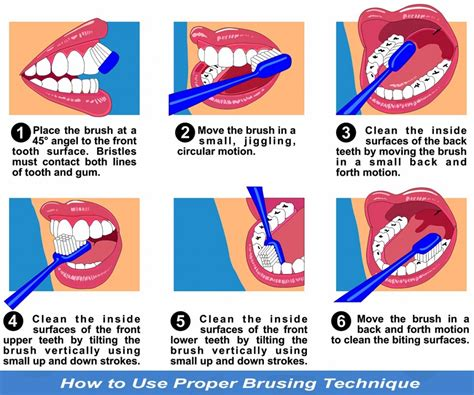 1 Place the brush at a
45° angel to the front
tooth surface. Bristles
must contact both lines
of tooth and gum.
2 Move the brush in a
small, jiggling,
circular motion.
3 Clean the inside
surfaces of the back
teeth by moving the brush
in a small back and
forth motion.
4 Clean the inside
surfaces of the front
upper teeth by tilting the
brush vertically using
small up and down strokes.
5 Clean the inside
surfaces of the front
lower teeth by tilting the
brush vertically using
small up and down strokes.
6 Move the brush in a
back and forth motion
to clean the biting surfaces.
How to Use Proper Brusing Technique